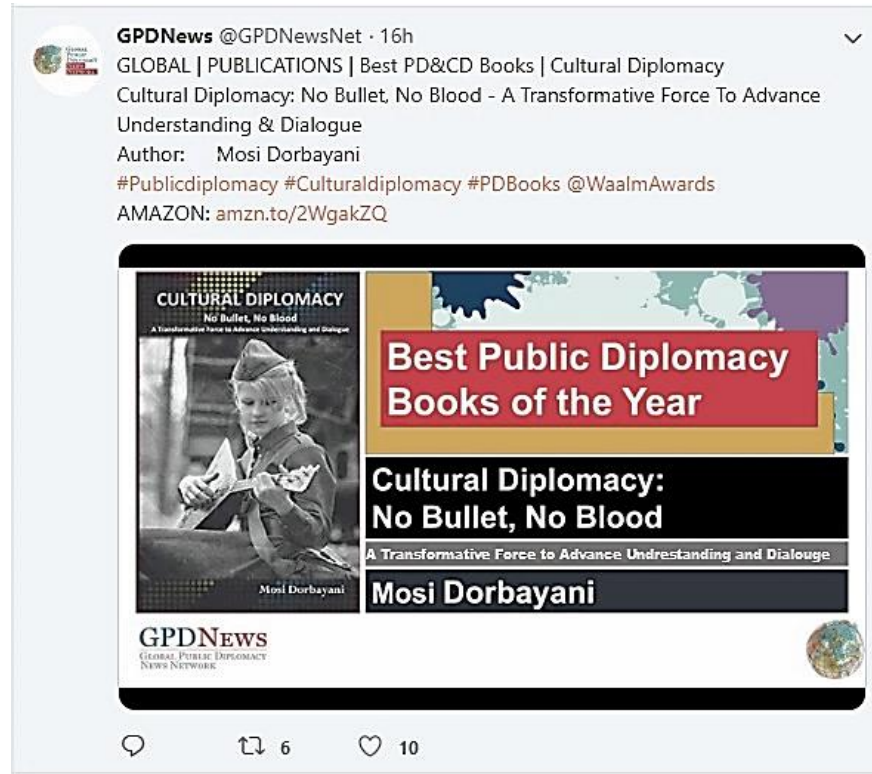 GPDNews @GPDNewsNet · 16h
GLOBAL | PUBLICATIONS | Best PD&CD Books | Cultural Diplomacy
Cultural Diplomacy: No Bullet, No Blood - A Transformative Force To Advance
Understanding & Dialogue
Author: Mosi Dorbayani
#Publicdiplomacy #Culturaldiplomacy #PDBooks @WaalmAwards
AMAZON: amzn.to/2WgakZQ
CULTURAL DIPLOMACY
No Bullet, No Blood
A Transformative Force to Advance Understanding and Dialogue
Mosi Dorbayani
Best Public Diplomacy
Books of the Year
Cultural Diplomacy:
No Bullet, No Blood
A Transformative Force to Advance Undrestanding and Dialouge
Mosi Dorbayani
GPDNEWS
GLOBAL PUBLIC DIPLOMACY
NEWS NETWORK
6
10